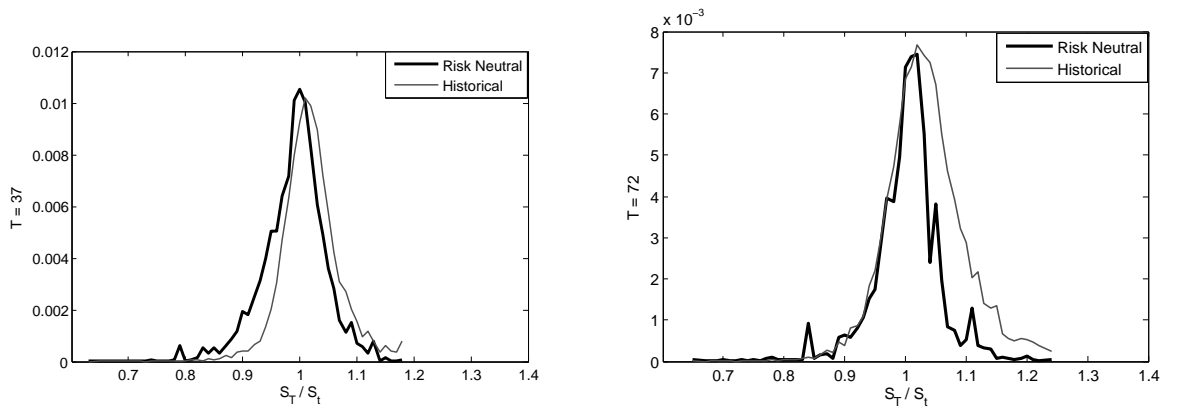 0.012
0.01
0.008
0.006
0.004
0.002
0
T = 37
0.7 0.8 0.9 1 1.1 1.2 1.3 1.4
S_T / S_t
Risk Neutral
Historical
x 10⁻³
8
7
6
5
4
3
2
1
0
T = 72
0.7 0.8 0.9 1 1.1 1.2 1.3 1.4
S_T / S_t
Risk Neutral
Historical